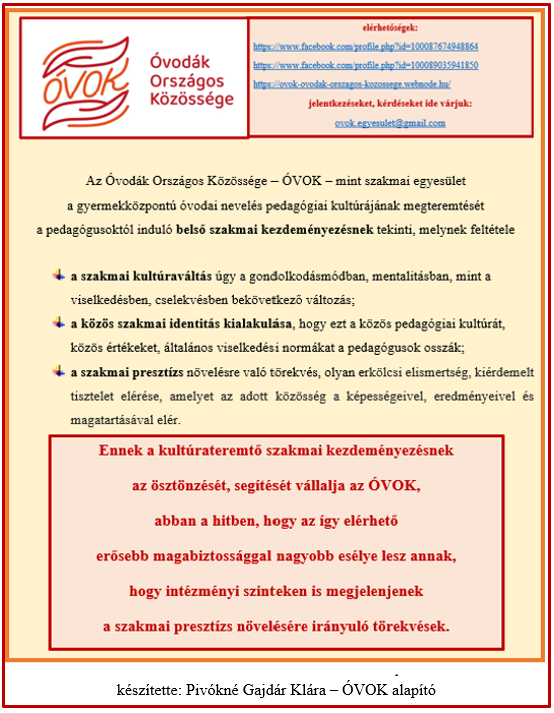 ÓVOK
Óvodák
Országos
Közössége
elérhetőségek:
https://www.facebook.com/profile.php?id=100087674948864
https://www.facebook.com/profile.php?id=100089035941850
https://ovok-ovodak-orszagos-kozossege.webnode.hu/
jelentkezéseket, kérdéseket ide várjuk:
ovok.egyesulet@gmail.com
Az Óvodák Országos Közössége – ÓVOK – mint szakmai egyesület
a gyermekközpontú óvodai nevelés pedagógiai kultúrájának megteremtését
a pedagógusoktól induló belső szakmai kezdeményezésnek tekinti, melynek feltétele
a szakmai kultúraváltás úgy a gondolkodásmódban, mentalitásban, mint a
viselkedésben, cselekvésben bekövetkező változás;
a közös szakmai identitás kialakulása, hogy ezt a közös pedagógiai kultúrát,
közös értékeket, általános viselkedési normákat a pedagógusok osszák;
a szakmai presztízs növelésre való törekvés, olyan erkölcsi elismertség, kiérdemelt
tisztelet elérése, amelyet az adott közösség a képességeivel, eredményeivel és
magatartásával elér.
Ennek a kultúrateremtő szakmai kezdeményezésnek
az ösztönzését, segítését vállalja az ÓVOK,
abban a hitben, hogy az így elérhető
erősebb magabiztossággal nagyobb esélye lesz annak,
hogy intézményi szinteken is megjelenjenek
a szakmai presztízs növelésére irányuló törekvések.
készítette: Pivókné Gajdár Klára – ÓVOK alapító